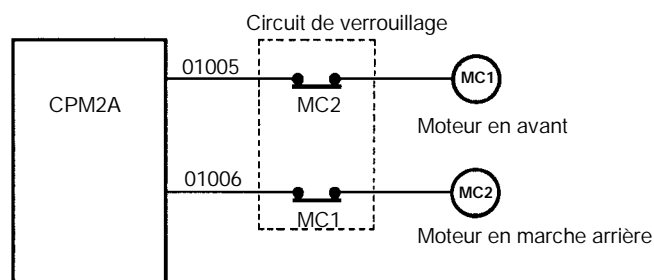 Circuit de verrouillage
01005
MC1
CPM2A
MC2
Moteur en avant
01006
MC2
MC1
Moteur en marche arrière